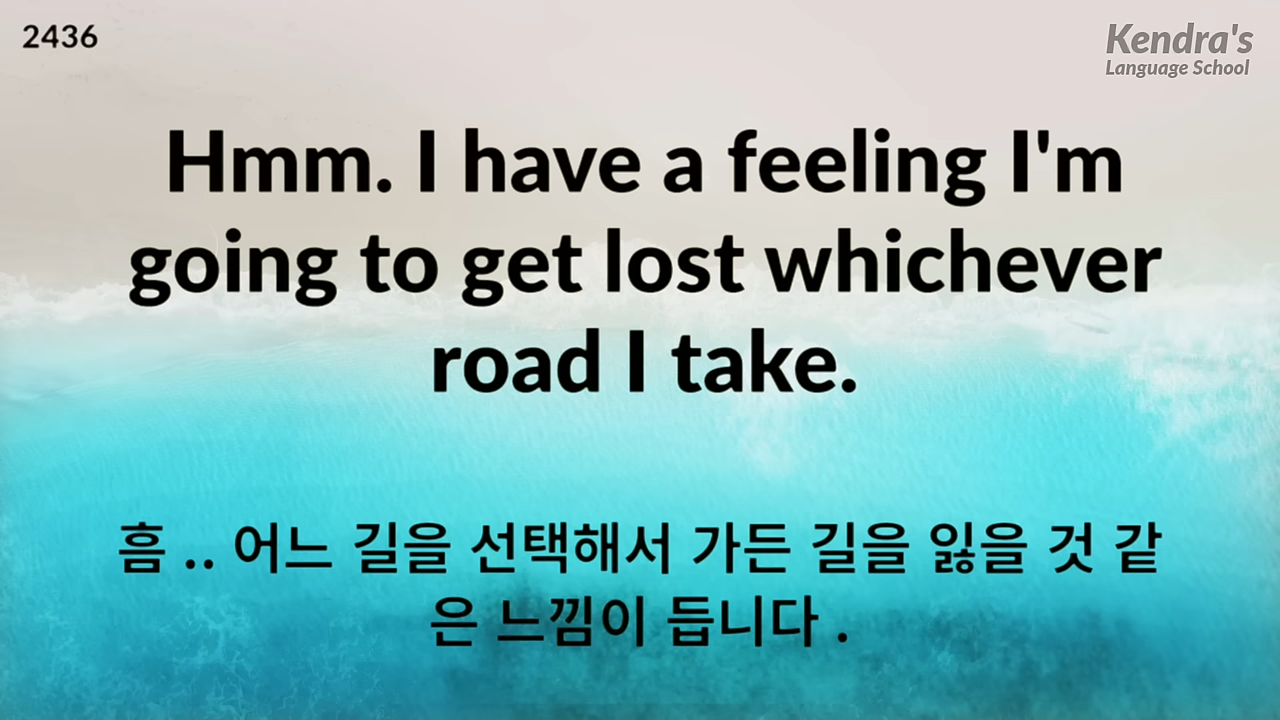 2436
Kendra's
Language School
Hmm. I have a feeling I'm
going to get lost whichever
road I take.
흠 .. 어느 길을 선택해서 가든 길을 잃을 것 같
은 느낌이 듭니다 .